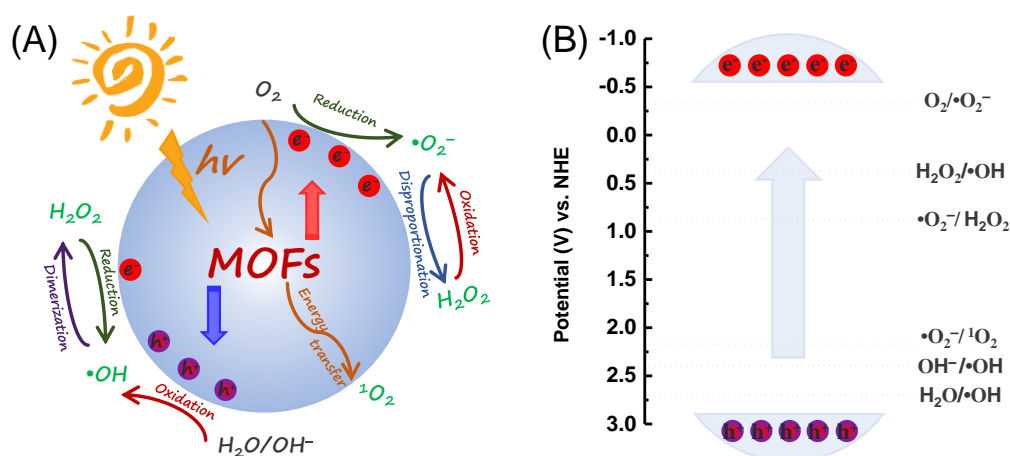 (A)
O₂
Reduction
•O₂⁻
hv
e⁻
e⁻
e
Disproportionation
Oxidation
H₂O₂
H₂O₂
Reduction
Dimerization
e
MOFs
Energy
transfer
h⁺
h⁺
h⁺
•OH
Oxidation
¹O₂
H₂O/OH⁻
(B)
Potential (V) vs. NHE
-1.0
-0.5
0.0
0.5
1.0
1.5
2.0
2.5
3.0
e⁻ e⁻ e⁻ e⁻ e⁻
O₂/•O₂⁻
H₂O₂/•OH
•O₂⁻/ H₂O₂
•O₂⁻/ ¹O₂
OH⁻/•OH
H₂O/•OH
h⁺ h⁺ h⁺ h⁺ h⁺